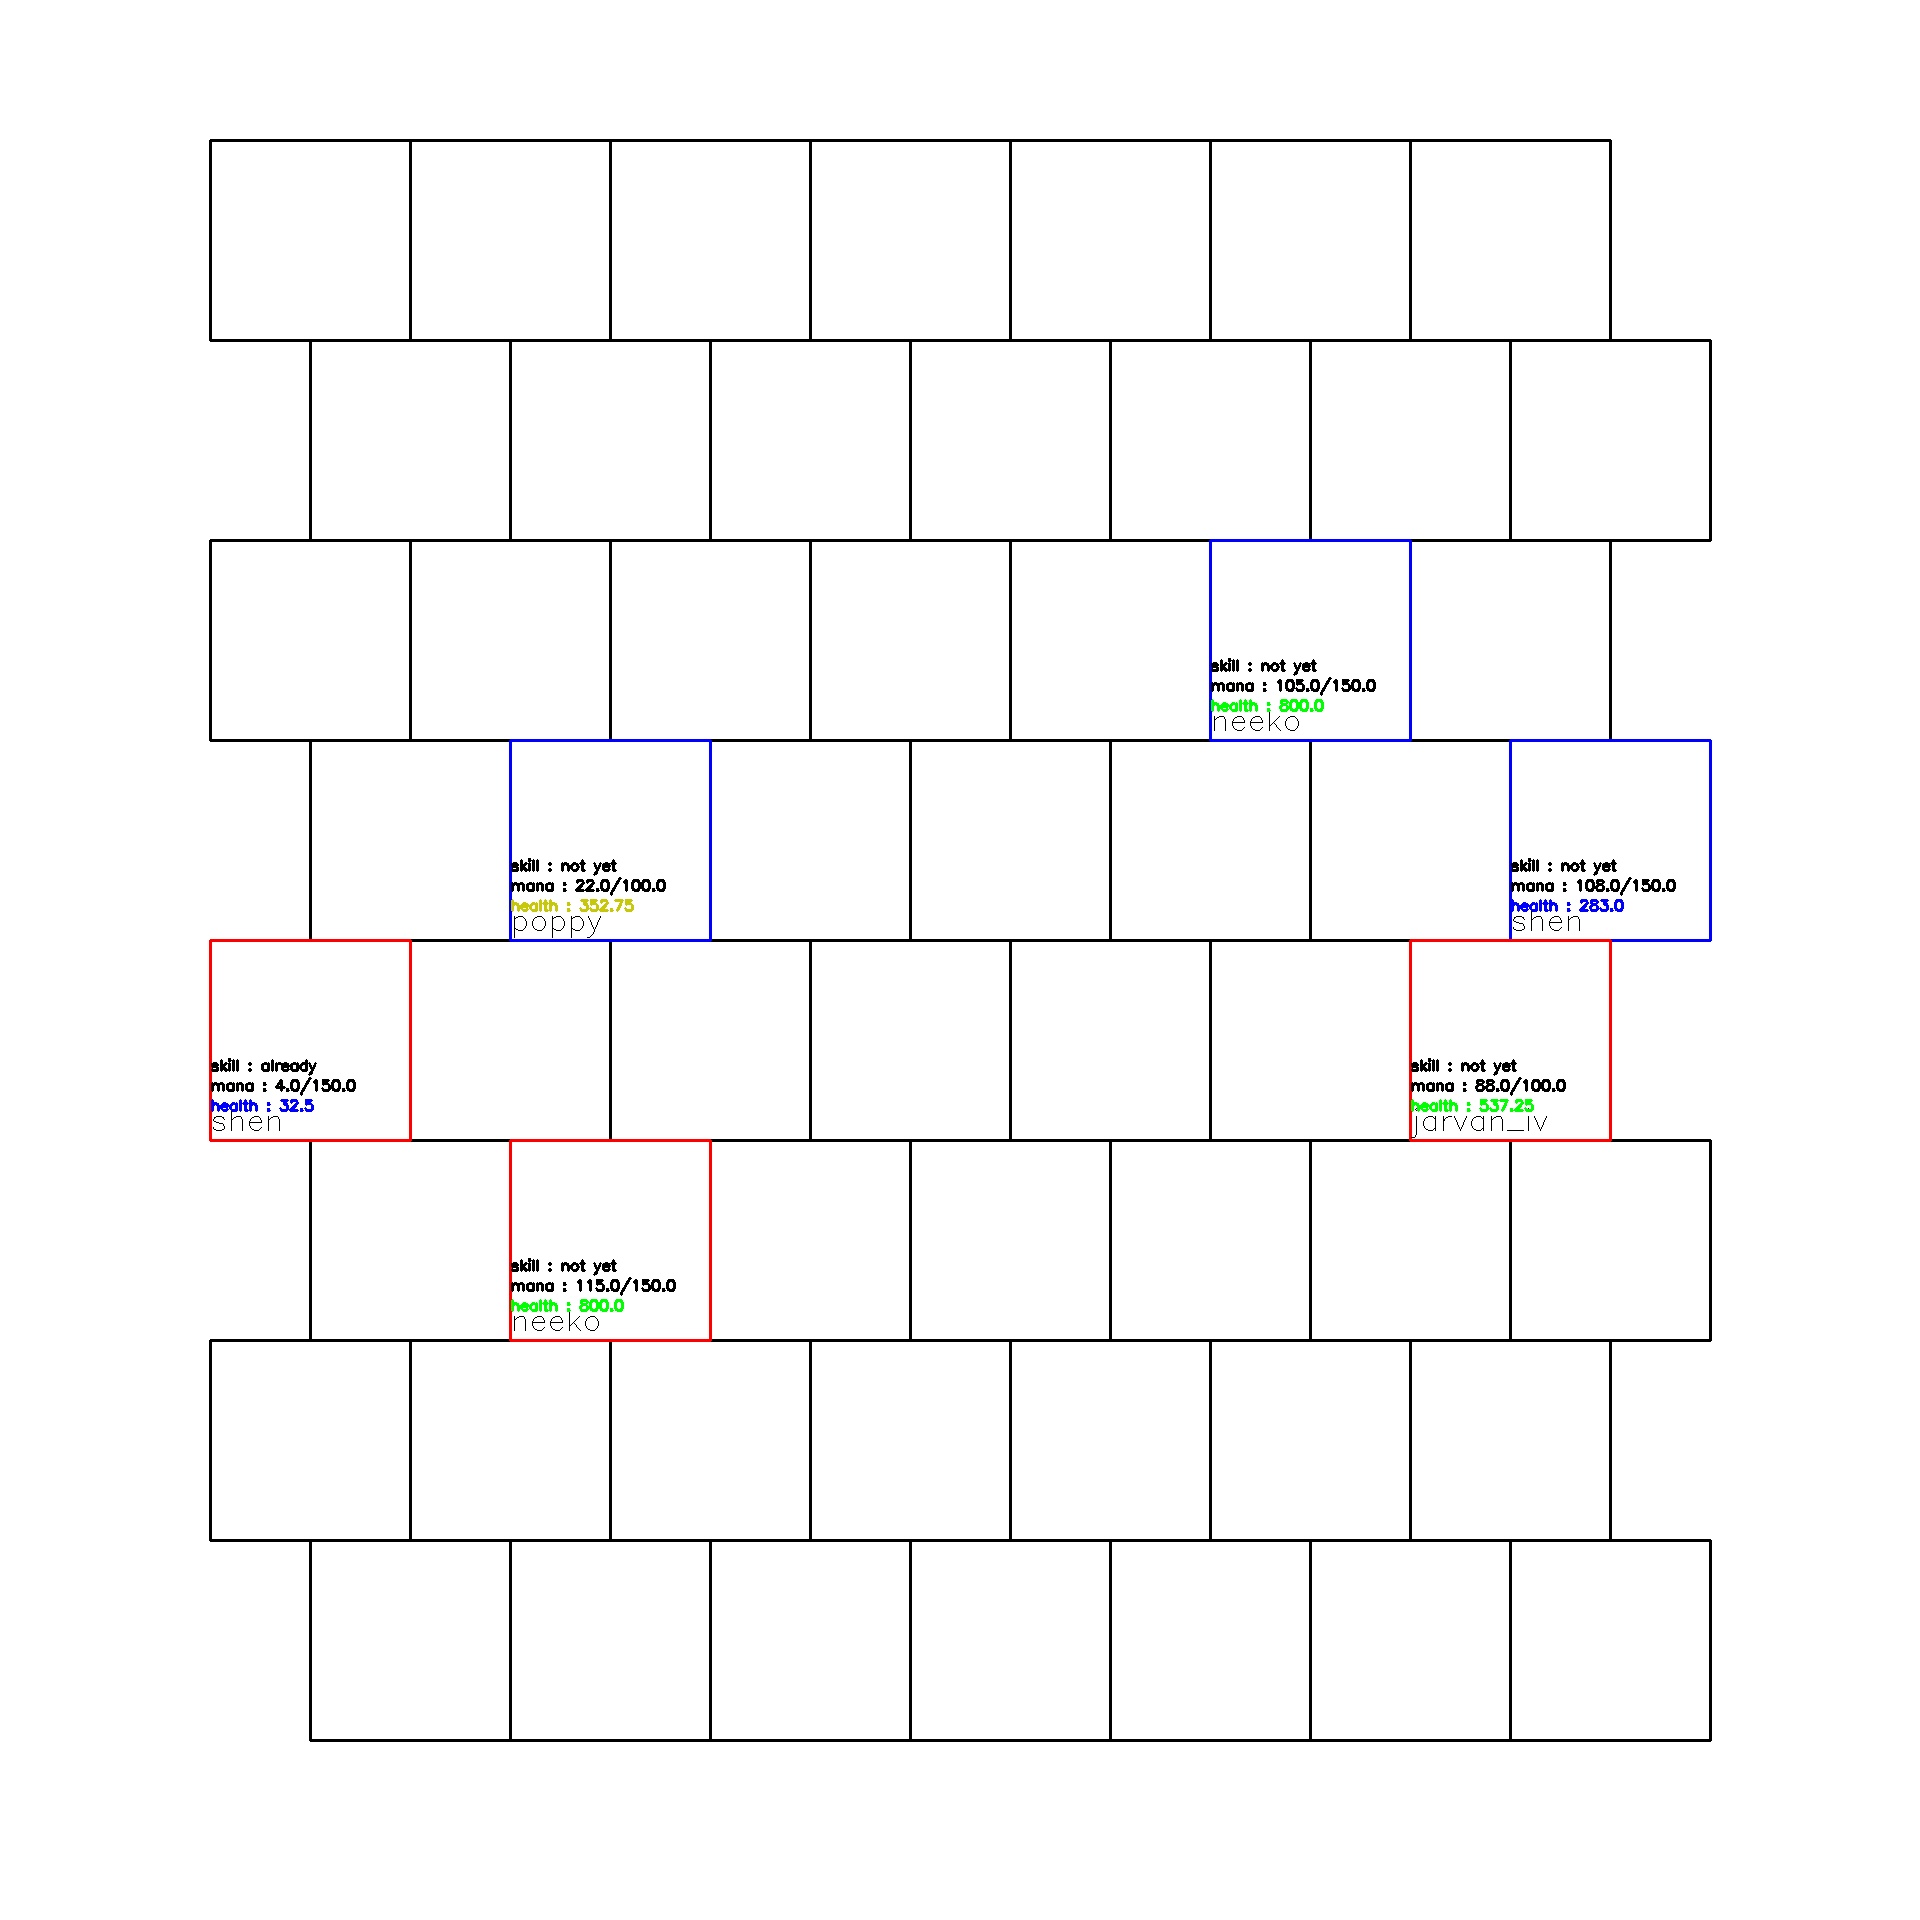 skill : not yet
mana : 105.0/150.0
health : 800.0
neeko
skill : not yet
mana : 22.0/100.0
health : 352.75
poppy
skill : not yet
mana : 108.0/150.0
health : 283.0
shen
skill : already
mana : 4.0/150.0
health : 32.5
shen
skill : not yet
mana : 88.0/100.0
health : 537.25
jarvan_iv
skill : not yet
mana : 115.0/150.0
health : 800.0
neeko